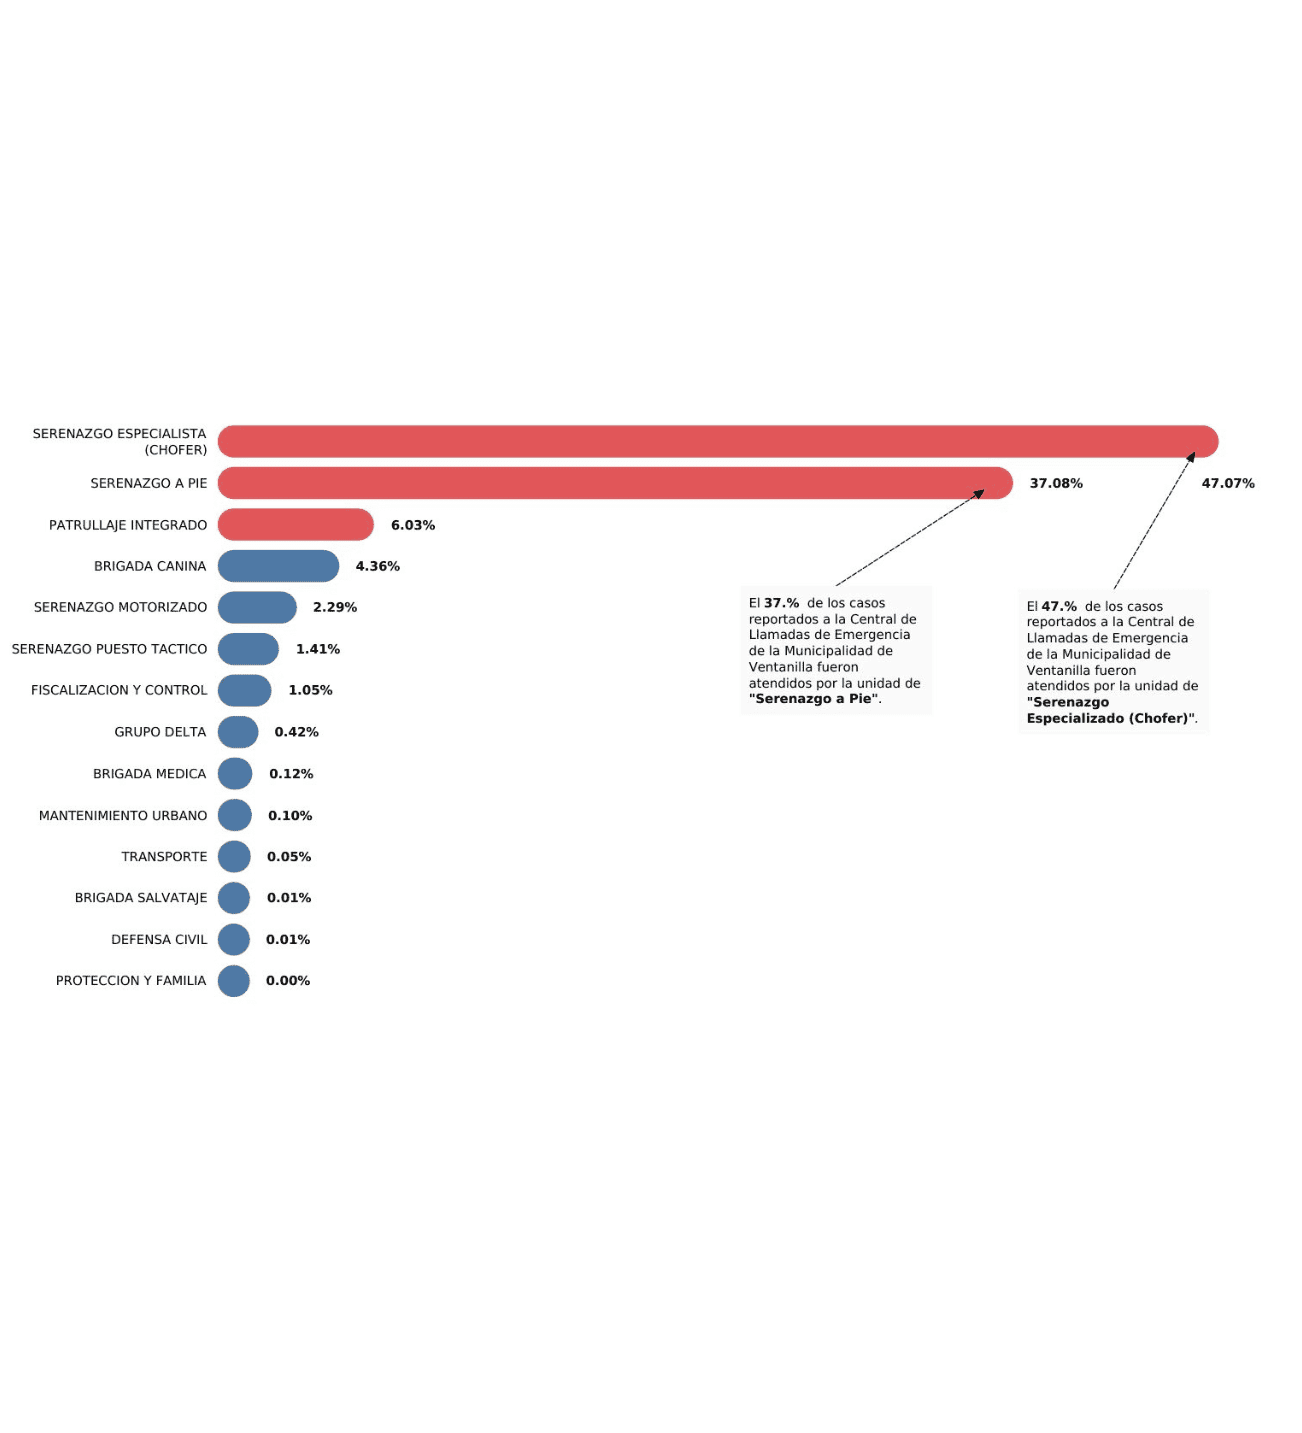 SERENAZGO ESPECIALISTA
(CHOFER)
SERENAZGO A PIE
37.08%
47.07%
PATRULLAJE INTEGRADO
6.03%
BRIGADA CANINA
4.36%
SERENAZGO MOTORIZADO
2.29%
SERENAZGO PUESTO TACTICO
1.41%
FISCALIZACION Y CONTROL
1.05%
GRUPO DELTA
0.42%
BRIGADA MEDICA
0.12%
MANTENIMIENTO URBANO
0.10%
TRANSPORTE
0.05%
BRIGADA SALVATAJE
0.01%
DEFENSA CIVIL
0.01%
PROTECCION Y FAMILIA
0.00%
El 37.% de los casos
reportados a la Central de
Llamadas de Emergencia
de la Municipalidad de
Ventanilla fueron
atendidos por la unidad de
"Serenazgo a Pie".
El 47.% de los casos
reportados a la Central de
Llamadas de Emergencia
de la Municipalidad de
Ventanilla fueron
atendidos por la unidad de
"Serenazgo
Especializado (Chofer)".